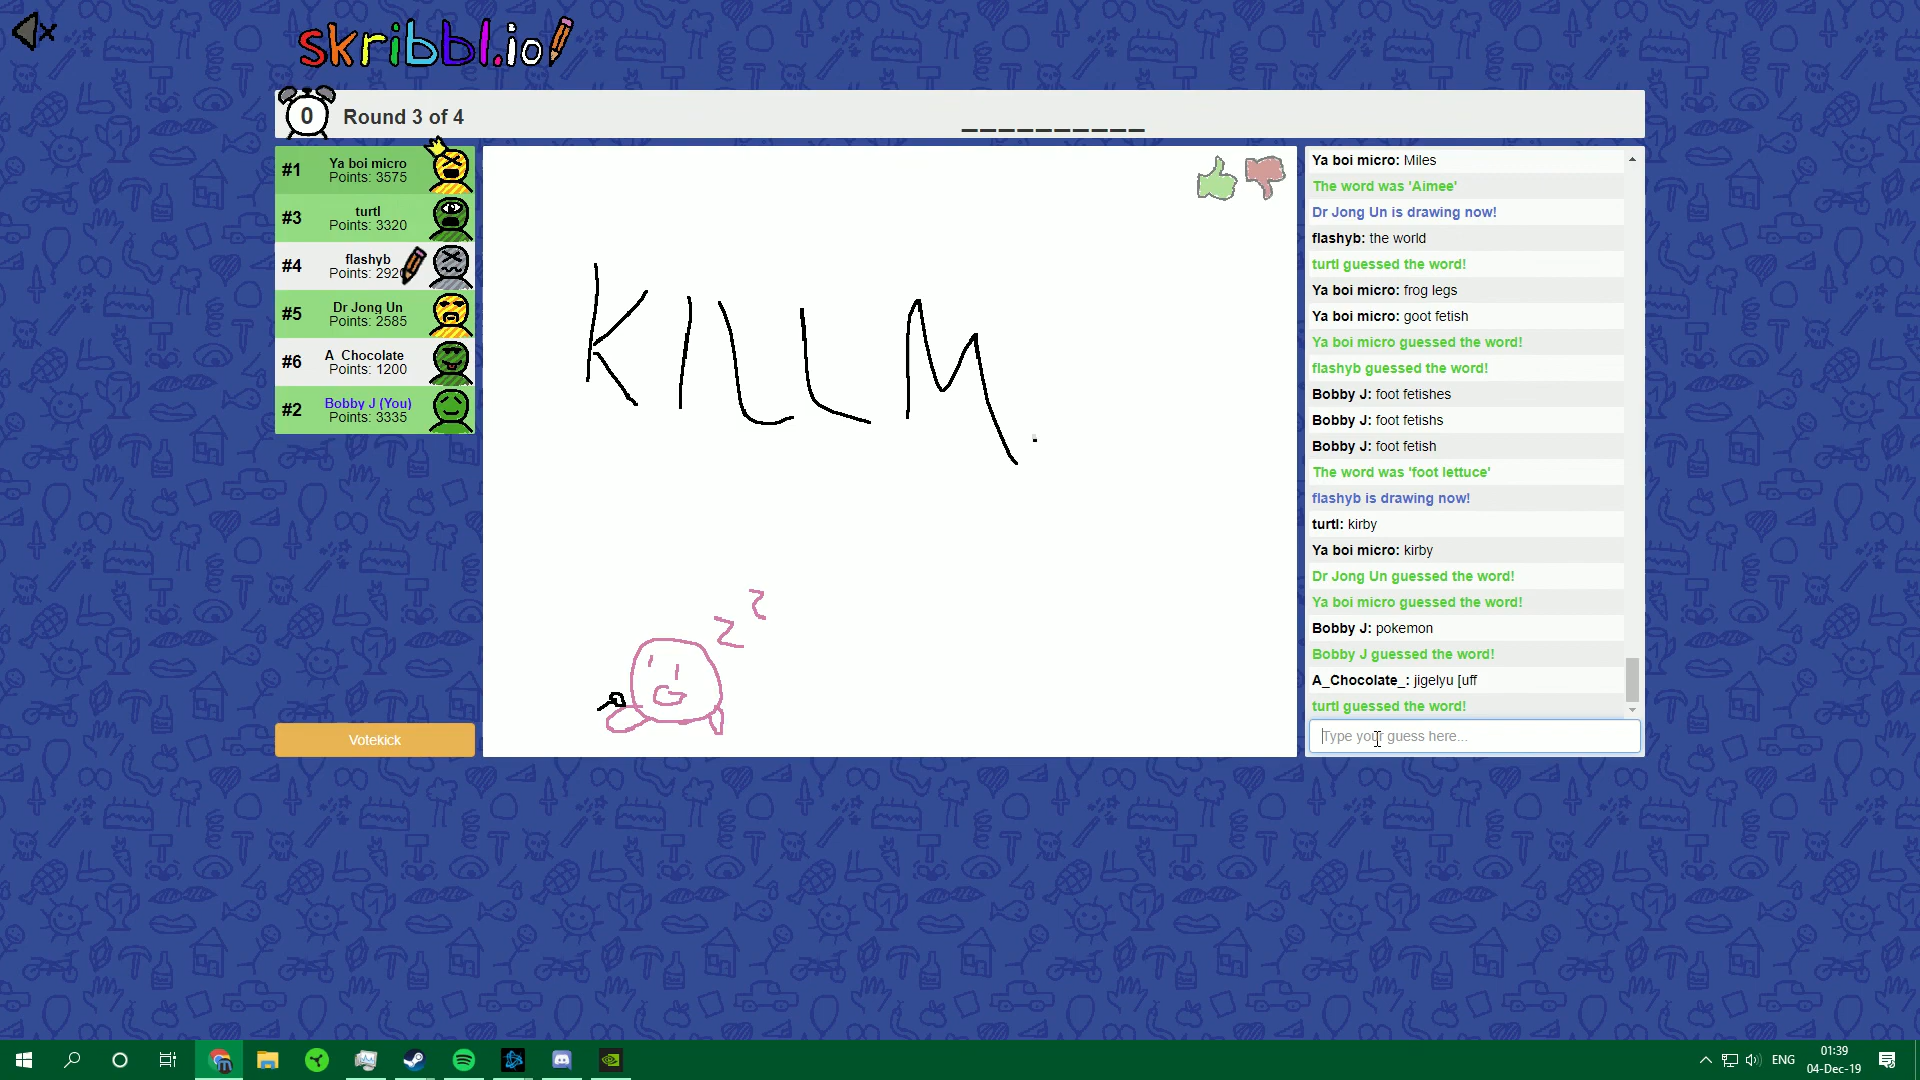 skribbl.io
0
Round 3 of 4
__________
#1 Ya boi micro
Points: 3575
#3 turtl
Points: 3320
#4 flashyb
Points: 2920
#5 Dr Jong Un
Points: 2585
#6 A_Chocolate_
Points: 1200
#2 Bobby J (You)
Points: 3335
Votekick
KILL M
z z
Ya boi micro: Miles
The word was 'Aimee'
Dr Jong Un is drawing now!
flashyb: the world
turtl guessed the word!
Ya boi micro: frog legs
Ya boi micro: goot fetish
Ya boi micro guessed the word!
flashyb guessed the word!
Bobby J: foot fetishes
Bobby J: foot fetishs
Bobby J: foot fetish
The word was 'foot lettuce'
flashyb is drawing now!
turtl: kirby
Ya boi micro: kirby
Dr Jong Un guessed the word!
Ya boi micro guessed the word!
Bobby J: pokemon
Bobby J guessed the word!
A_Chocolate_: jigelyu [uff
turtl guessed the word!
Type your guess here...
ENG
01:39
04-Dec-19